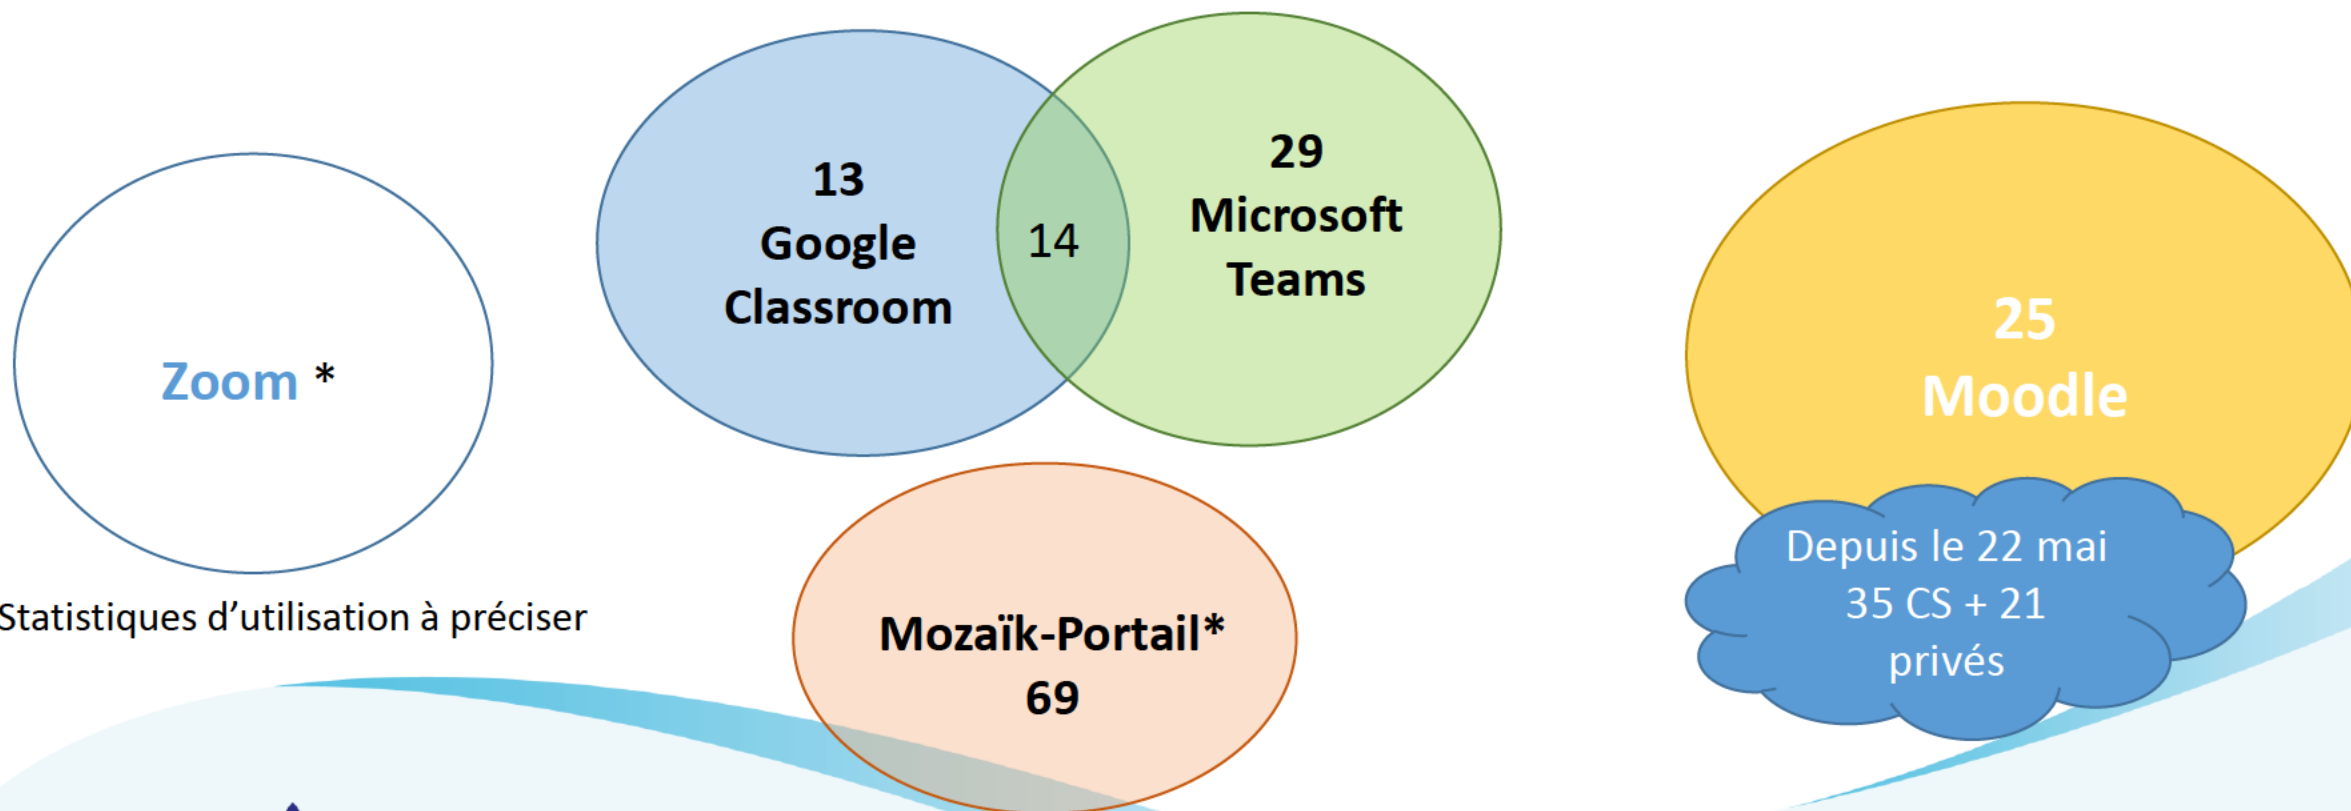 Zoom *
Statistiques d’utilisation à préciser
13
Google
Classroom
14
29
Microsoft
Teams
Mozaïk-Portail*
69
25
Moodle
Depuis le 22 mai
35 CS + 21
privés